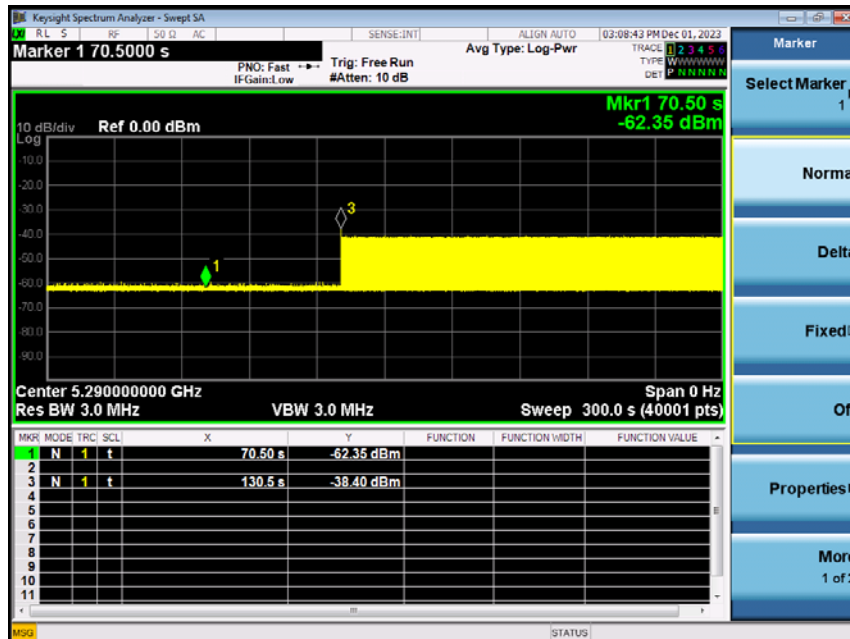 Keysight Spectrum Analyzer - Swept SA
RL S RF 50 Ω AC SENSE:INT ALIGN AUTO 03:08:43 PM Dec 01, 2023
Marker 1 70.5000 s
PNO: Fast
IFGain:Low
Trig: Free Run
#Atten: 10 dB
Avg Type: Log-Pwr
TRACE 1 2 3 4 5 6
TYPE WWWWWWW
DET P N N N N N
Mkr1 70.50 s
-62.35 dBm
10 dB/div Ref 0.00 dBm
Log
-10.0
-20.0
-30.0
-40.0
-50.0
-60.0
-70.0
-80.0
-90.0
1
3
Center 5.290000000 GHz Span 0 Hz
Res BW 3.0 MHz VBW 3.0 MHz Sweep 300.0 s (40001 pts)
MKR MODE TRC SCL X Y FUNCTION FUNCTION WIDTH FUNCTION VALUE
1 N 1 t 70.50 s -62.35 dBm
2
3 N 1 t 130.5 s -38.40 dBm
4
5
6
7
8
9
10
11
MSG STATUS
Marker
Select Marker
1
Norma
Delta
Fixed
Of
Properties
More
1 of 2